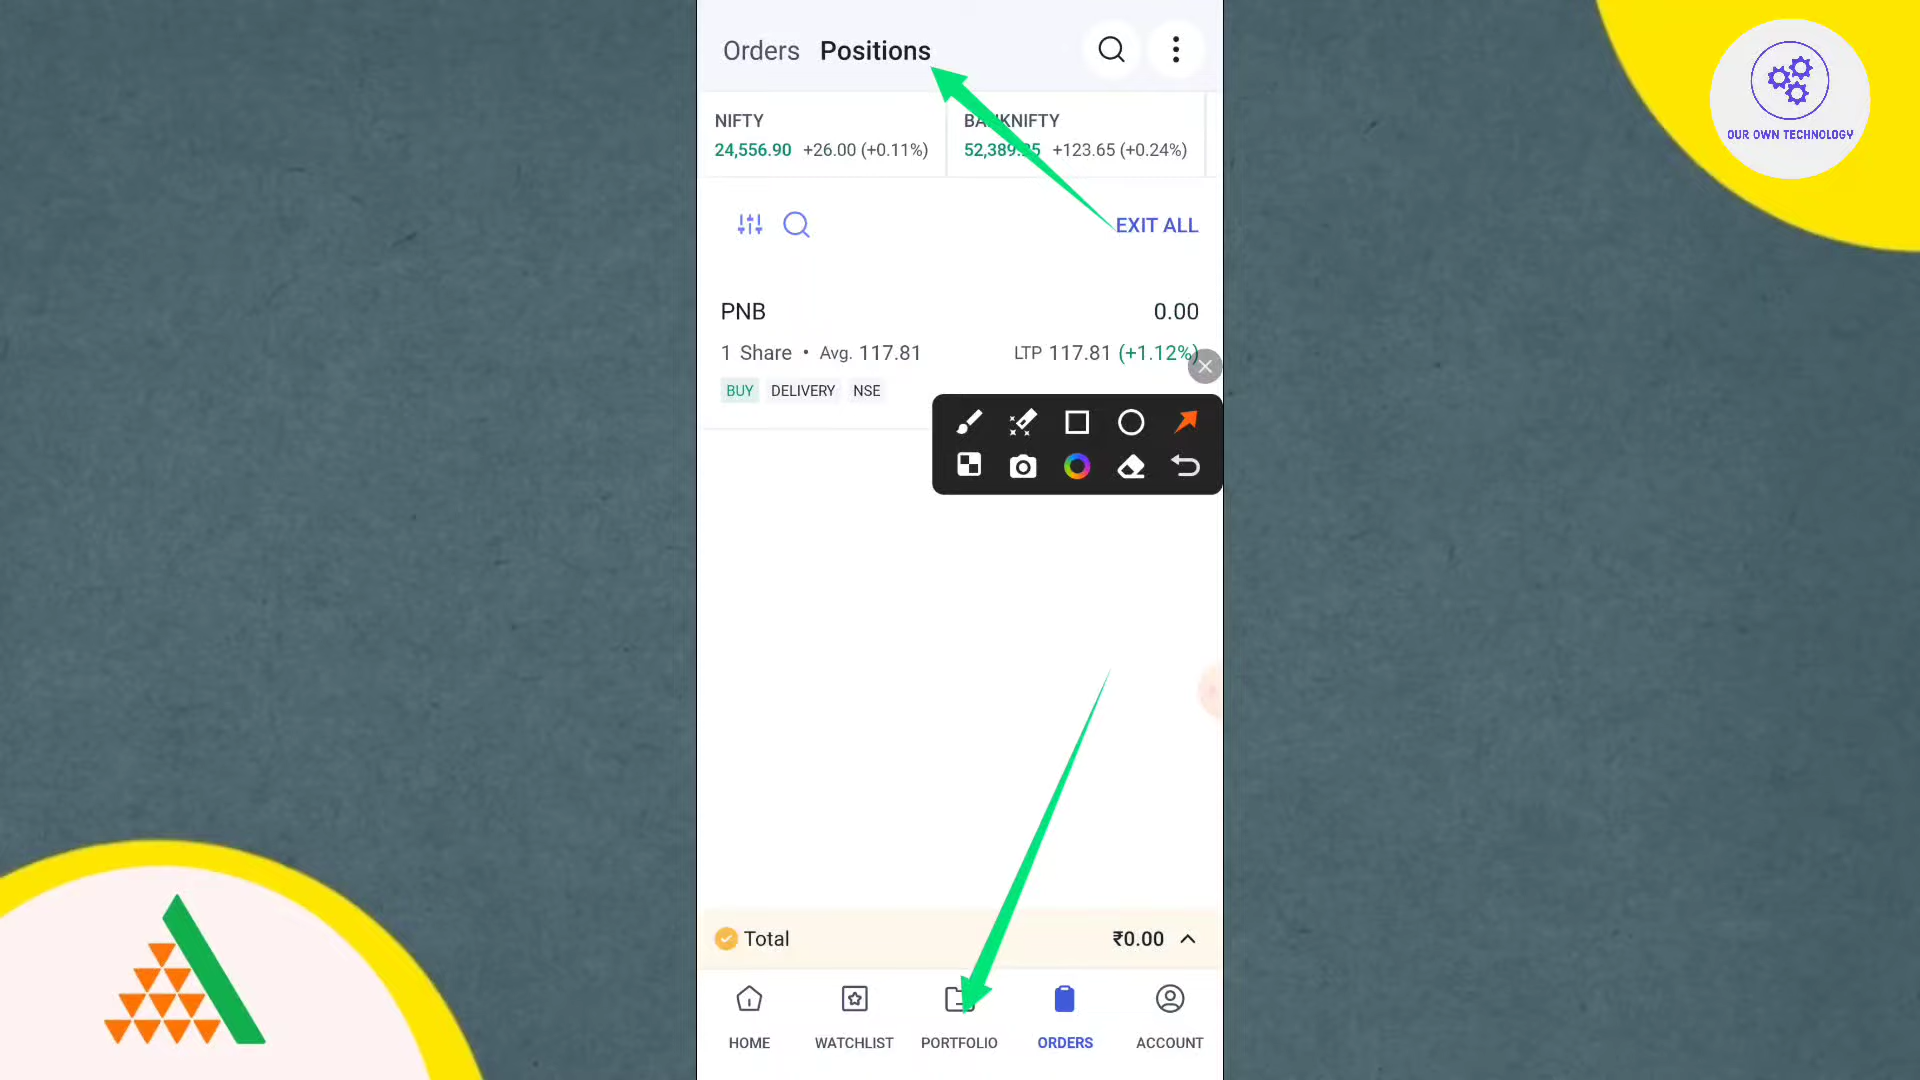 Orders Positions
OUR OWN TECHNOLOGY
NIFTY
24,556.90 +26.00 (+0.11%)
+123.65 (+0.24%)
EXIT ALL
PNB 0.00
1 Share • Avg. 117.81 LTP 117.81 (+1.12%)
BUY DELIVERY NSE
Total ₹0.00
HOME WATCHLIST PORTFOLIO ORDERS ACCOUNT